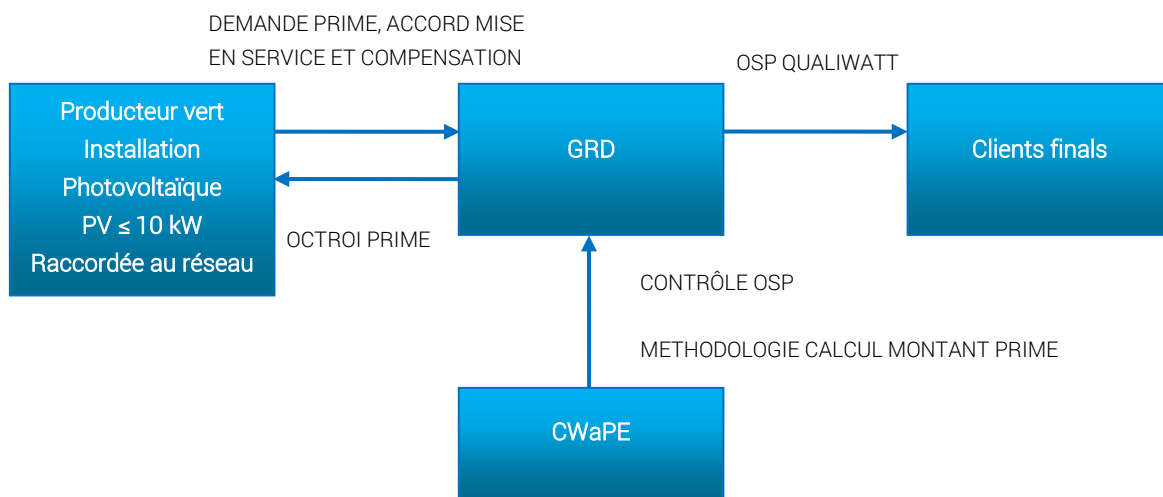 DEMANDE PRIME, ACCORD MISE
EN SERVICE ET COMPENSATION
OSP QUALIWATT
Producteur vert
Installation
Photovoltaïque
PV ≤ 10 kW
Raccordée au réseau
GRD
Clients finals
OCTROI PRIME
CONTRÔLE OSP
METHODOLOGIE CALCUL MONTANT PRIME
CWaPE